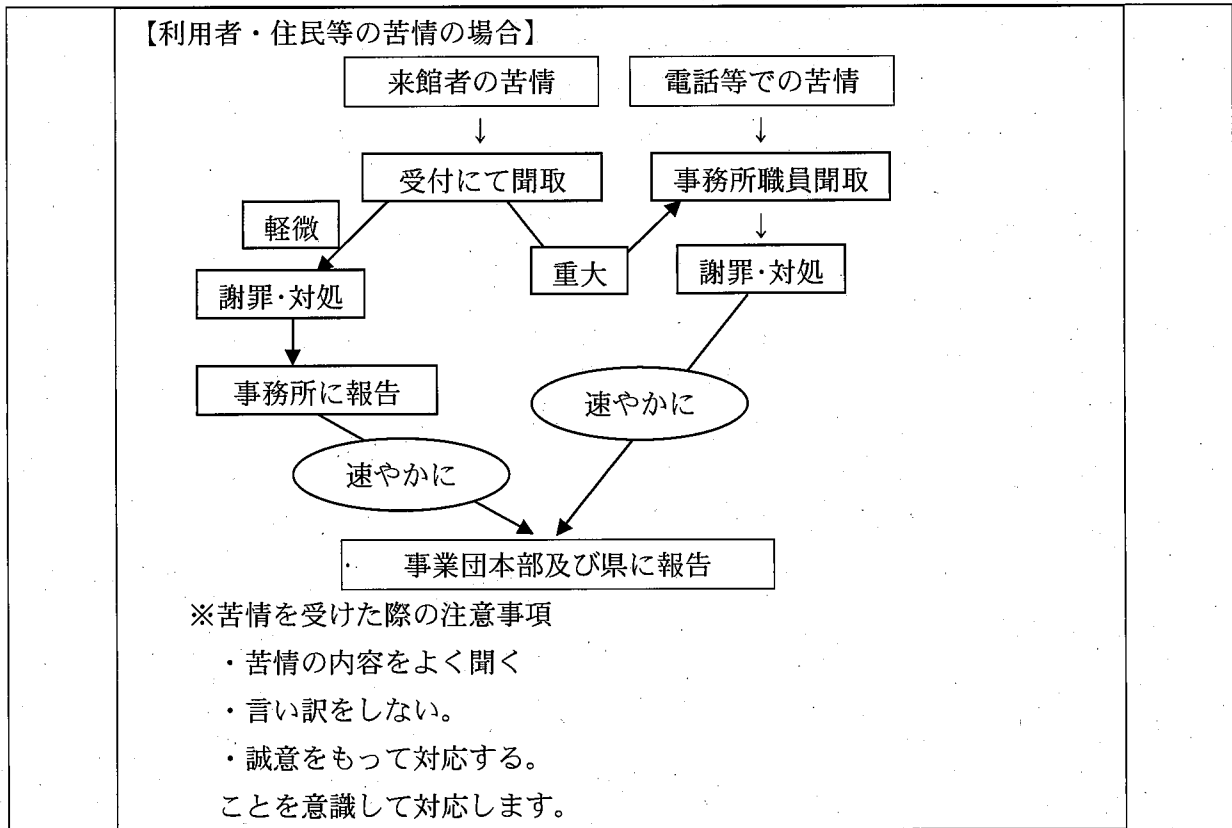 【利用者・住民等の苦情の場合】
来館者の苦情 電話等での苦情
↓ ↓
受付にて聞取 事務所職員聞取
軽微 ↓
重大 謝罪・対処
謝罪・対処
事務所に報告 速やかに
速やかに
事業団本部及び県に報告
※苦情を受けた際の注意事項
・苦情の内容をよく聞く
・言い訳をしない。
・誠意をもって対応する。
ことを意識して対応します。